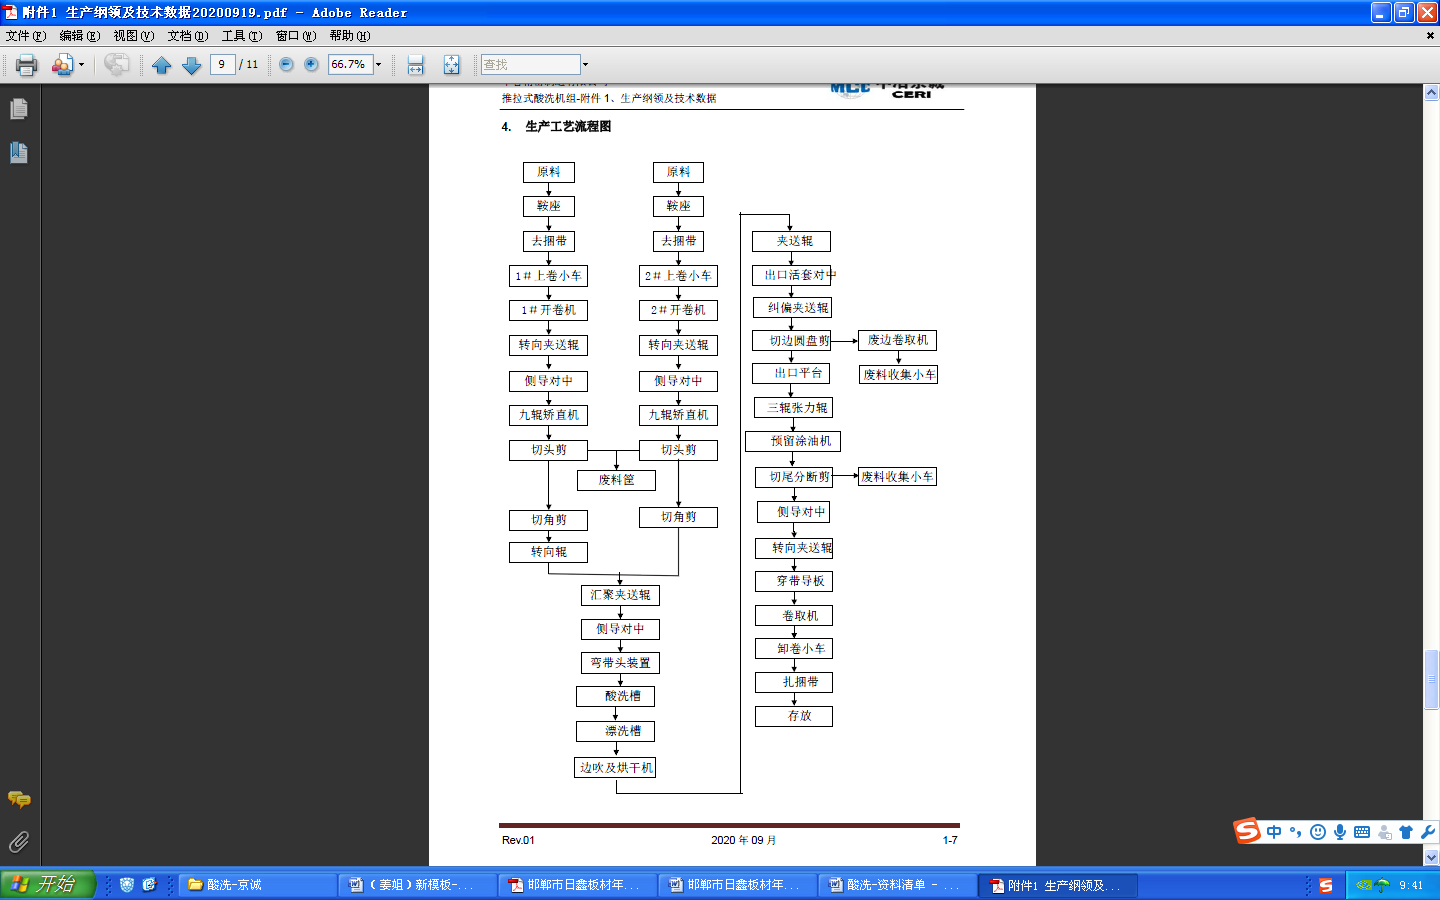 附件1 生产纲领及技术数据20200919.pdf - Adobe Reader
文件(F) 编辑(E) 视图(V) 文档(D) 工具(T) 窗口(W) 帮助(H)
9 / 11 66.7% 查找
推拉式酸洗机组-附件 1、生产纲领及技术数据
CERI
4. 生产工艺流程图
原料
鞍座
去捆带
1＃上卷小车
1＃开卷机
转向夹送辊
侧导对中
九辊矫直机
切头剪
切角剪
转向辊
原料
鞍座
去捆带
2＃上卷小车
2＃开卷机
转向夹送辊
侧导对中
九辊矫直机
切头剪
废料筐
切角剪
汇聚夹送辊
侧导对中
弯带头装置
酸洗槽
漂洗槽
边吹及烘干机
夹送辊
出口活套对中
纠偏夹送辊
切边圆盘剪
废边卷取机
废料收集小车
出口平台
三辊张力辊
预留涂油机
切尾分断剪
废料收集小车
侧导对中
转向夹送辊
穿带导板
卷取机
卸卷小车
扎捆带
存放
Rev.01 2020 年 09 月 1-7
中
开始 酸洗-京诚 （姜姐）新模板-... 邯郸市日鑫板材年... 邯郸市日鑫板材年... 酸洗-资料清单 - ... 附件1 生产纲领及... 9:41